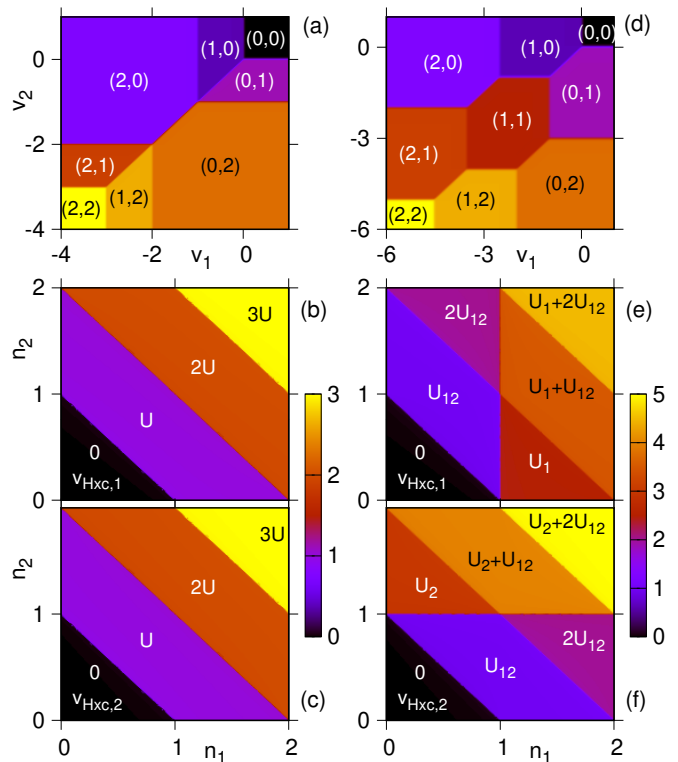 (a)
0
-2
-4
v2
-4
-2
0
v1
(0,0)
(1,0)
(2,0)
(0,1)
(2,1)
(1,2)
(0,2)
(2,2)
(d)
0
-3
-6
-6
-3
0
v1
(0,0)
(1,0)
(2,0)
(0,1)
(1,1)
(2,1)
(1,2)
(0,2)
(2,2)
(b)
2
1
0
n2
3U
2U
U
0
vHxc,1
3
2
1
0
(e)
U1+2U12
2U12
U12
U1+U12
U1
0
vHxc,1
5
4
3
2
1
0
(c)
n2
1
0
0
1
2
n1
3U
2U
U
0
vHxc,2
(f)
U2+2U12
U2+U12
U2
2U12
U12
0
vHxc,2
0
1
2
n1